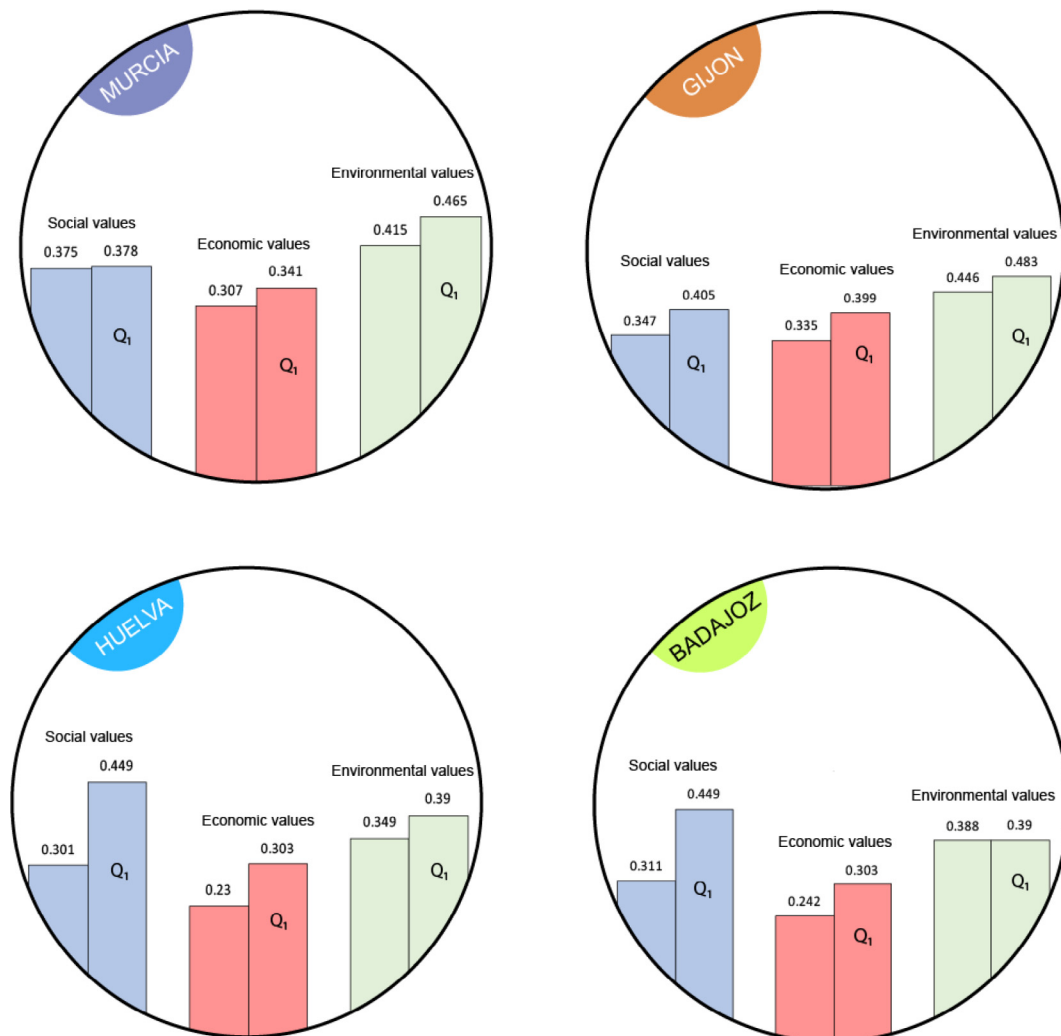 MURCIA
Environmental values
0.465
Social values
0.415
0.375 0.378
Economic values
0.341
0.307
Q₁
Q₁
Q₁
GIJON
Environmental values
Social values
Economic values
0.483
0.446
0.405
0.399
0.347
0.335
Q₁
Q₁
Q₁
HUELVA
Social values
0.449
Environmental values
0.39
Economic values
0.349
0.301
0.303
0.23
Q₁
Q₁
Q₁
BADAJOZ
Social values
0.449
Environmental values
0.388 0.39
Economic values
0.311
0.303
0.242
Q₁
Q₁
Q₁